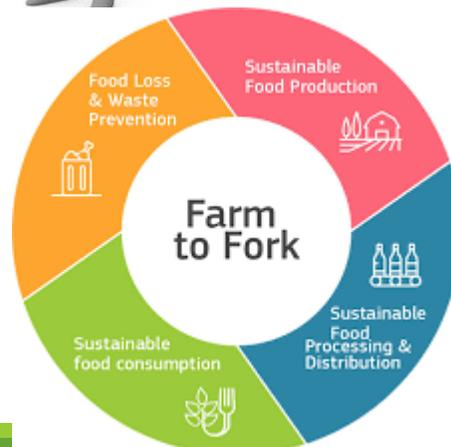 Food Loss
& Waste
Prevention
Sustainable
Food Production
Farm
to Fork
Sustainable
Food
Processing &
Distribution
Sustainable
food consumption